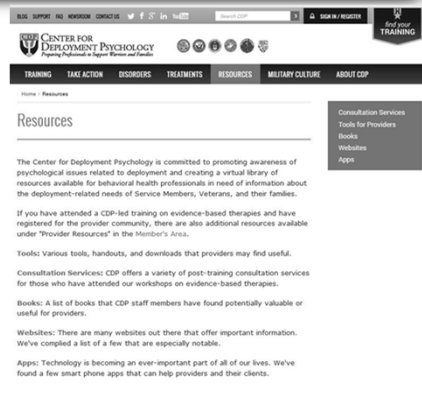 BLOG SUPPORT FAQ NEWSROOM CONTACT US
Search CDP
SIGN IN / REGISTER
find your
TRAINING
CDP
CENTER FOR
DEPLOYMENT PSYCHOLOGY
Preparing Professionals to Support Warriors and Families
TRAINING TAKE ACTION DISORDERS TREATMENTS RESOURCES MILITARY CULTURE ABOUT CDP
Home › Resources
Resources
Consultation Services
Tools for Providers
Books
Websites
Apps
The Center for Deployment Psychology is committed to promoting awareness of
psychological issues related to deployment and creating a virtual library of
resources available for behavioral health professionals in need of information about
the deployment-related needs of Service Members, Veterans, and their families.
If you have attended a CDP-led training on evidence-based therapies and have
registered for the provider community, there are also additional resources available
under "Provider Resources" in the Member's Area.
Tools: Various tools, handouts, and downloads that providers may find useful.
Consultation Services: CDP offers a variety of post-training consultation services
for those who have attended our workshops on evidence-based therapies.
Books: A list of books that CDP staff members have found potentially valuable or
useful for providers.
Websites: There are many websites out there that offer important information.
We've complied a list of a few that are especially notable.
Apps: Technology is becoming an ever-important part of all of our lives. We've
found a few smart phone apps that can help providers and their clients.